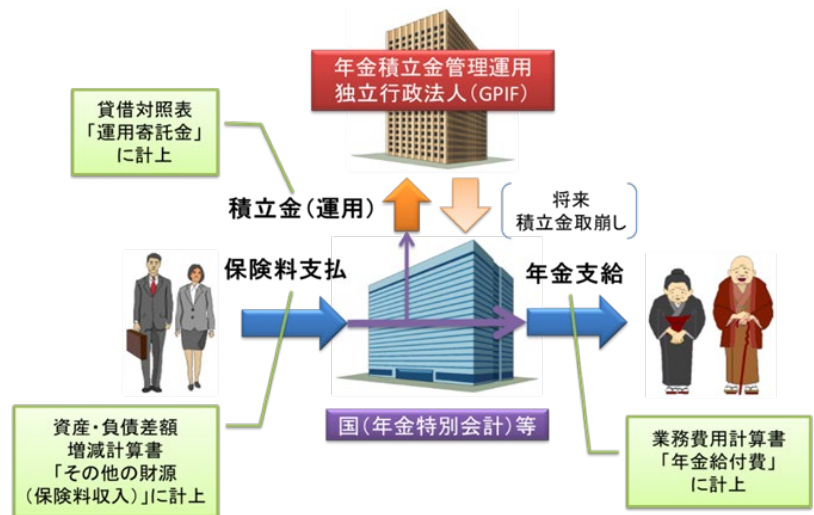 年金積立金管理運用
独立行政法人(GPIF)
貸借対照表
「運用寄託金」
に計上
積立金(運用)
将来
積立金取崩し
保険料支払
年金支給
国(年金特別会計)等
資産・負債差額
増減計算書
「その他の財源
(保険料収入)」に計上
業務費用計算書
「年金給付費」
に計上